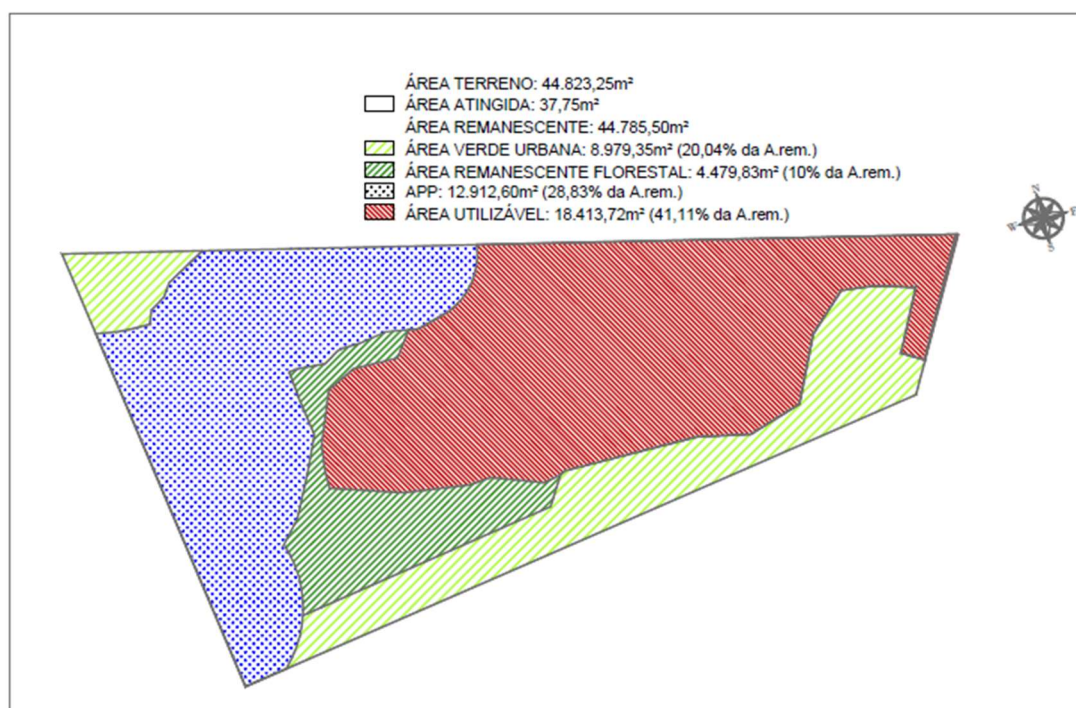 ÁREA TERRENO: 44.823,25m²
ÁREA ATINGIDA: 37,75m²
ÁREA REMANESCENTE: 44.785,50m²
ÁREA VERDE URBANA: 8.979,35m² (20,04% da A.rem.)
ÁREA REMANESCENTE FLORESTAL: 4.479,83m² (10% da A.rem.)
APP: 12.912,60m² (28,83% da A.rem.)
ÁREA UTILIZÁVEL: 18.413,72m² (41,11% da A.rem.)
N
W
S